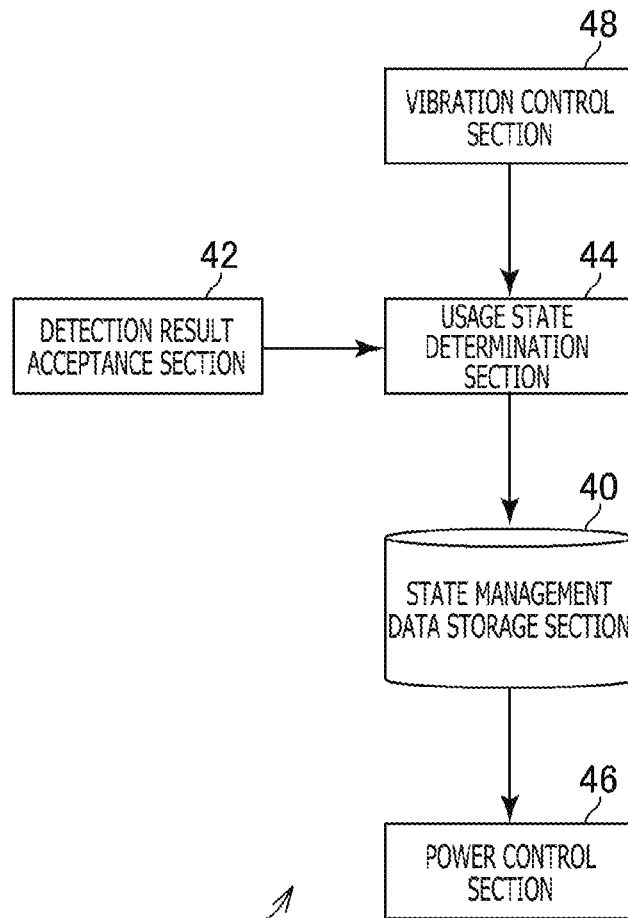 48
VIBRATION CONTROL
SECTION
42
44
DETECTION RESULT
ACCEPTANCE SECTION
USAGE STATE
DETERMINATION
SECTION
40
STATE MANAGEMENT
DATA STORAGE SECTION
46
POWER CONTROL
SECTION